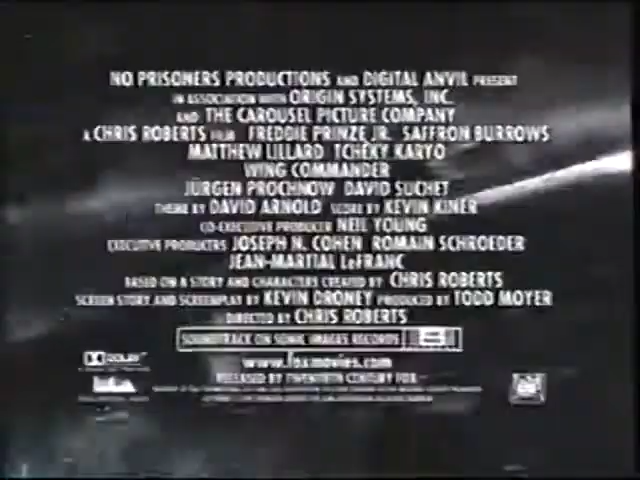 NO PRISONERS PRODUCTIONS AND DIGITAL ANVIL PRESENT
IN ASSOCIATION WITH ORIGIN SYSTEMS, INC.
AND THE CAROUSEL PICTURE COMPANY
A CHRIS ROBERTS FILM FREDDIE PRINZE JR. SAFFRON BURROWS
MATTHEW LILLARD TCHÉKY KARYO
WING COMMANDER
JÜRGEN PROCHNOW DAVID SUCHET
THEME BY DAVID ARNOLD SCORE BY KEVIN KINER
CO-EXECUTIVE PRODUCER NEIL YOUNG
EXECUTIVE PRODUCERS JOSEPH N. COHEN ROMAIN SCHROEDER
JEAN-MARTIAL LEFRANC
BASED ON A STORY AND CHARACTERS CREATED BY CHRIS ROBERTS
SCREEN STORY AND SCREENPLAY BY KEVIN DRONEY PRODUCED BY TODD MOYER
DIRECTED BY CHRIS ROBERTS
SOUNDTRACK ON SONIC IMAGES RECORDS
www.foxmovies.com
DOLBY
RELEASED BY TWENTIETH CENTURY FOX